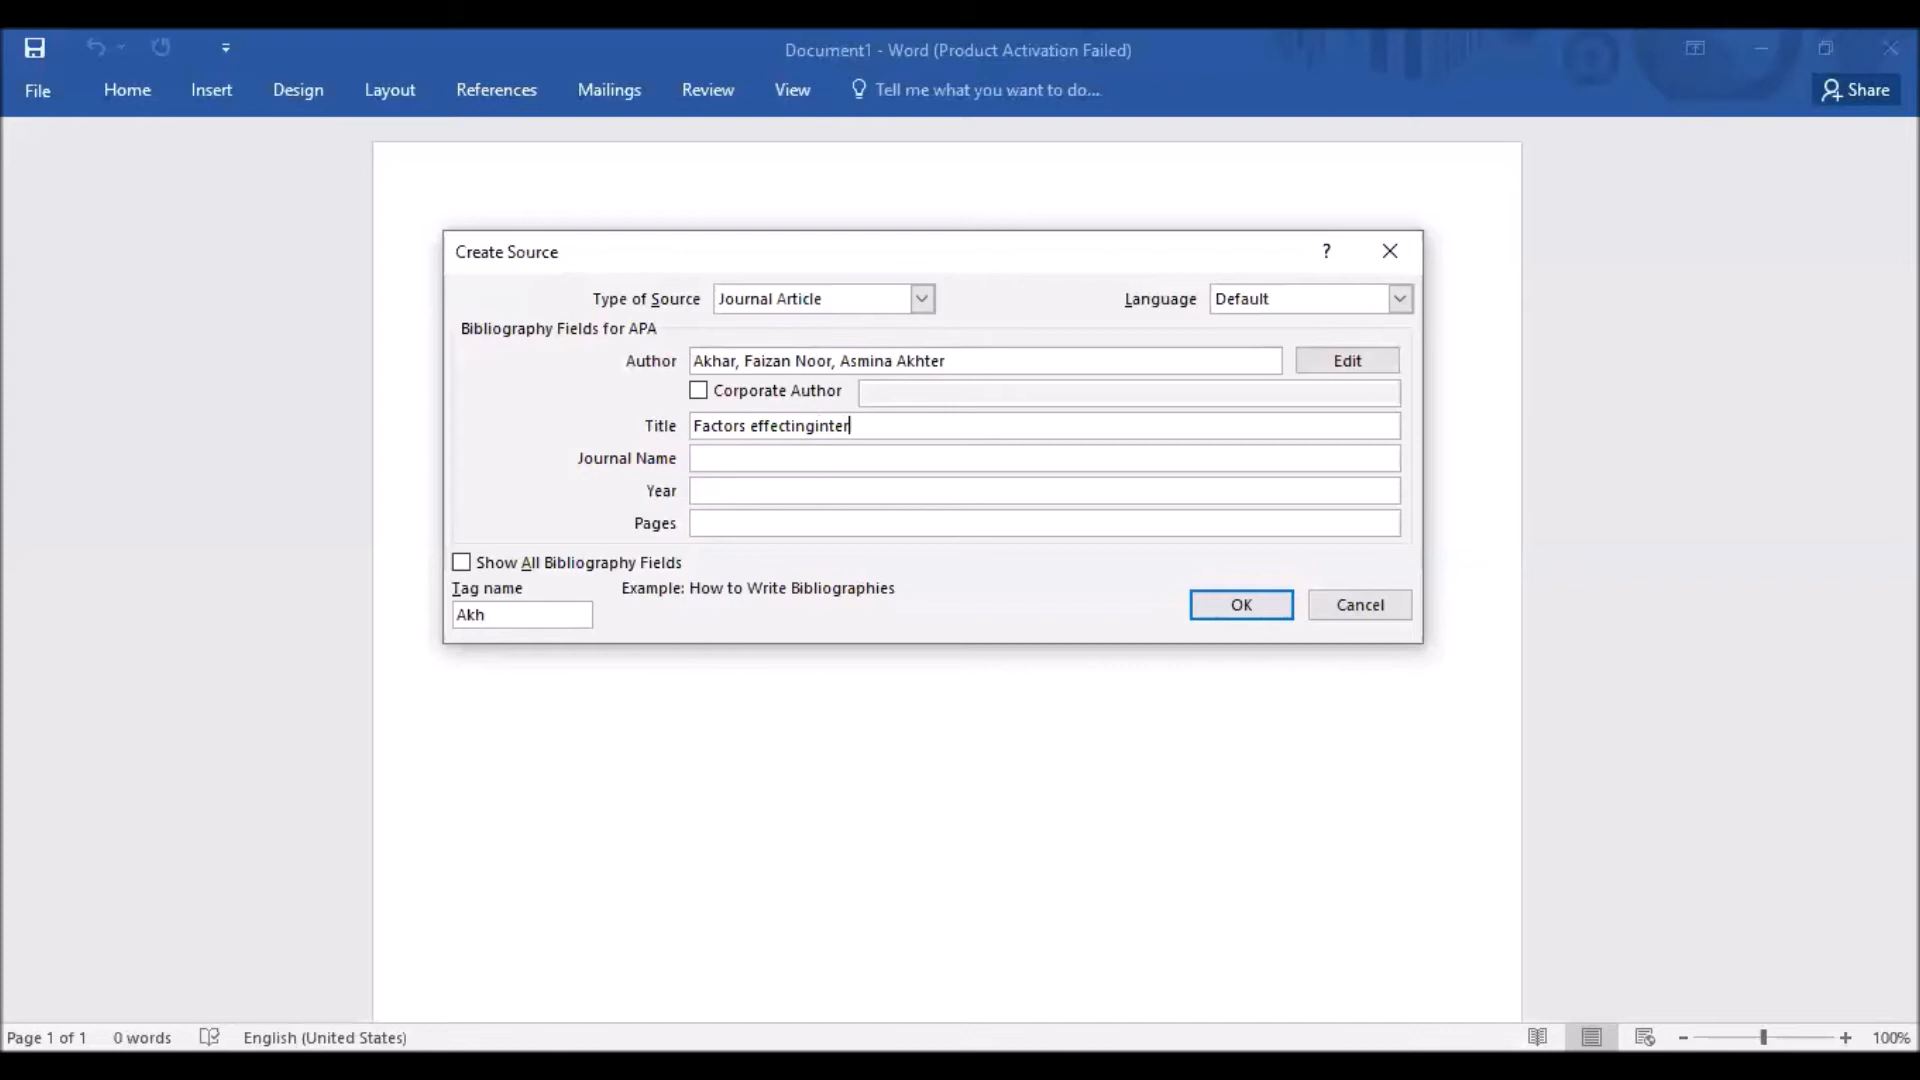 Document1 - Word (Product Activation Failed)
File Home Insert Design Layout References Mailings Review View Tell me what you want to do... Share
Create Source ?
Type of Source Journal Article Language Default
Bibliography Fields for APA
Author Akhar, Faizan Noor, Asmina Akhter Edit
Corporate Author
Title Factors effectinginter
Journal Name
Year
Pages
Show All Bibliography Fields
Tag name Example: How to Write Bibliographies
Akh OK Cancel
Page 1 of 1 0 words English (United States) 100%